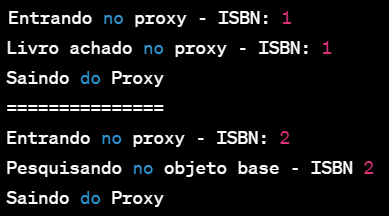 Entrando no proxy - ISBN: 1
Livro achado no proxy - ISBN: 1
Saindo do Proxy
===============
Entrando no proxy - ISBN: 2
Pesquisando no objeto base - ISBN 2
Saindo do Proxy